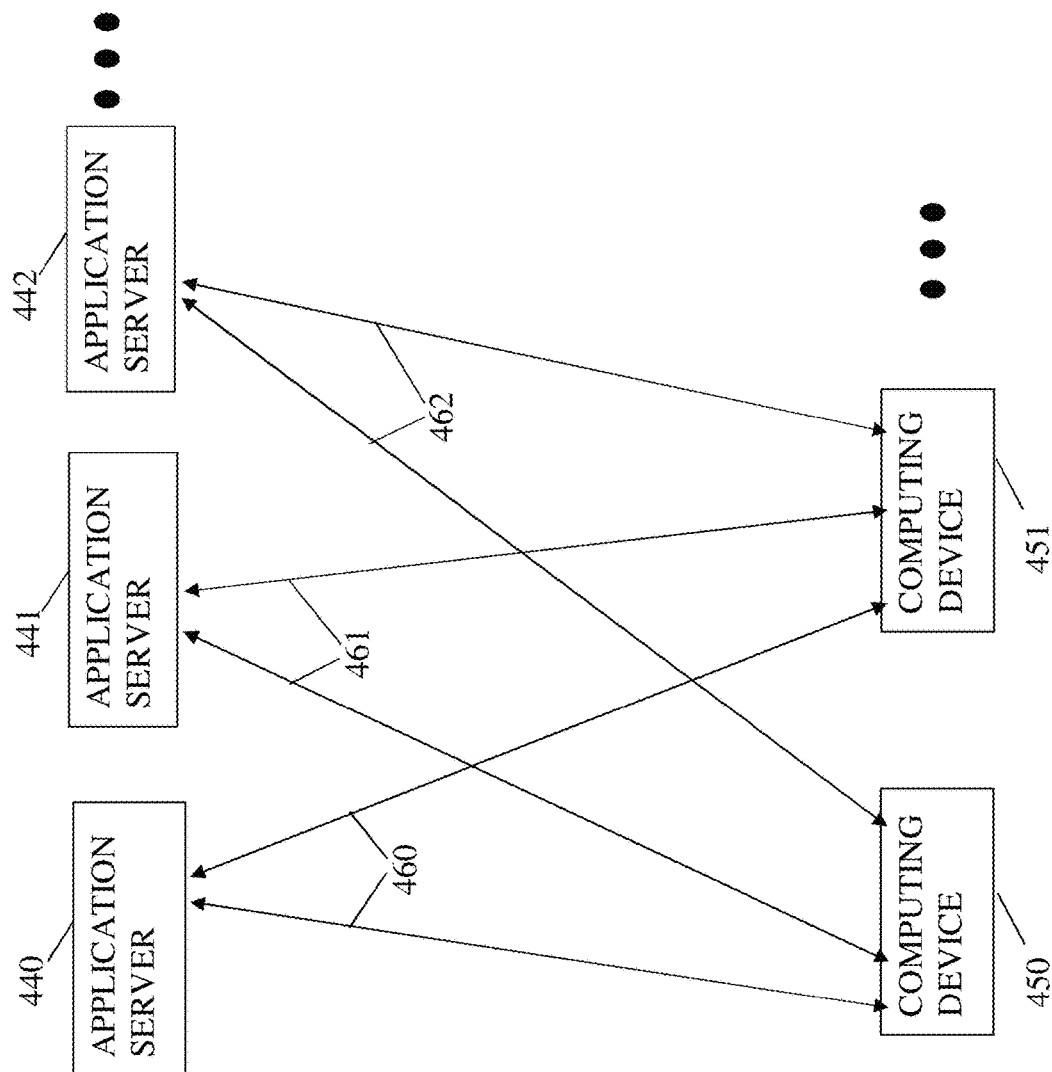 440
APPLICATION
SERVER
441
APPLICATION
SERVER
442
APPLICATION
SERVER
460
461
462
COMPUTING
DEVICE
450
COMPUTING
DEVICE
451